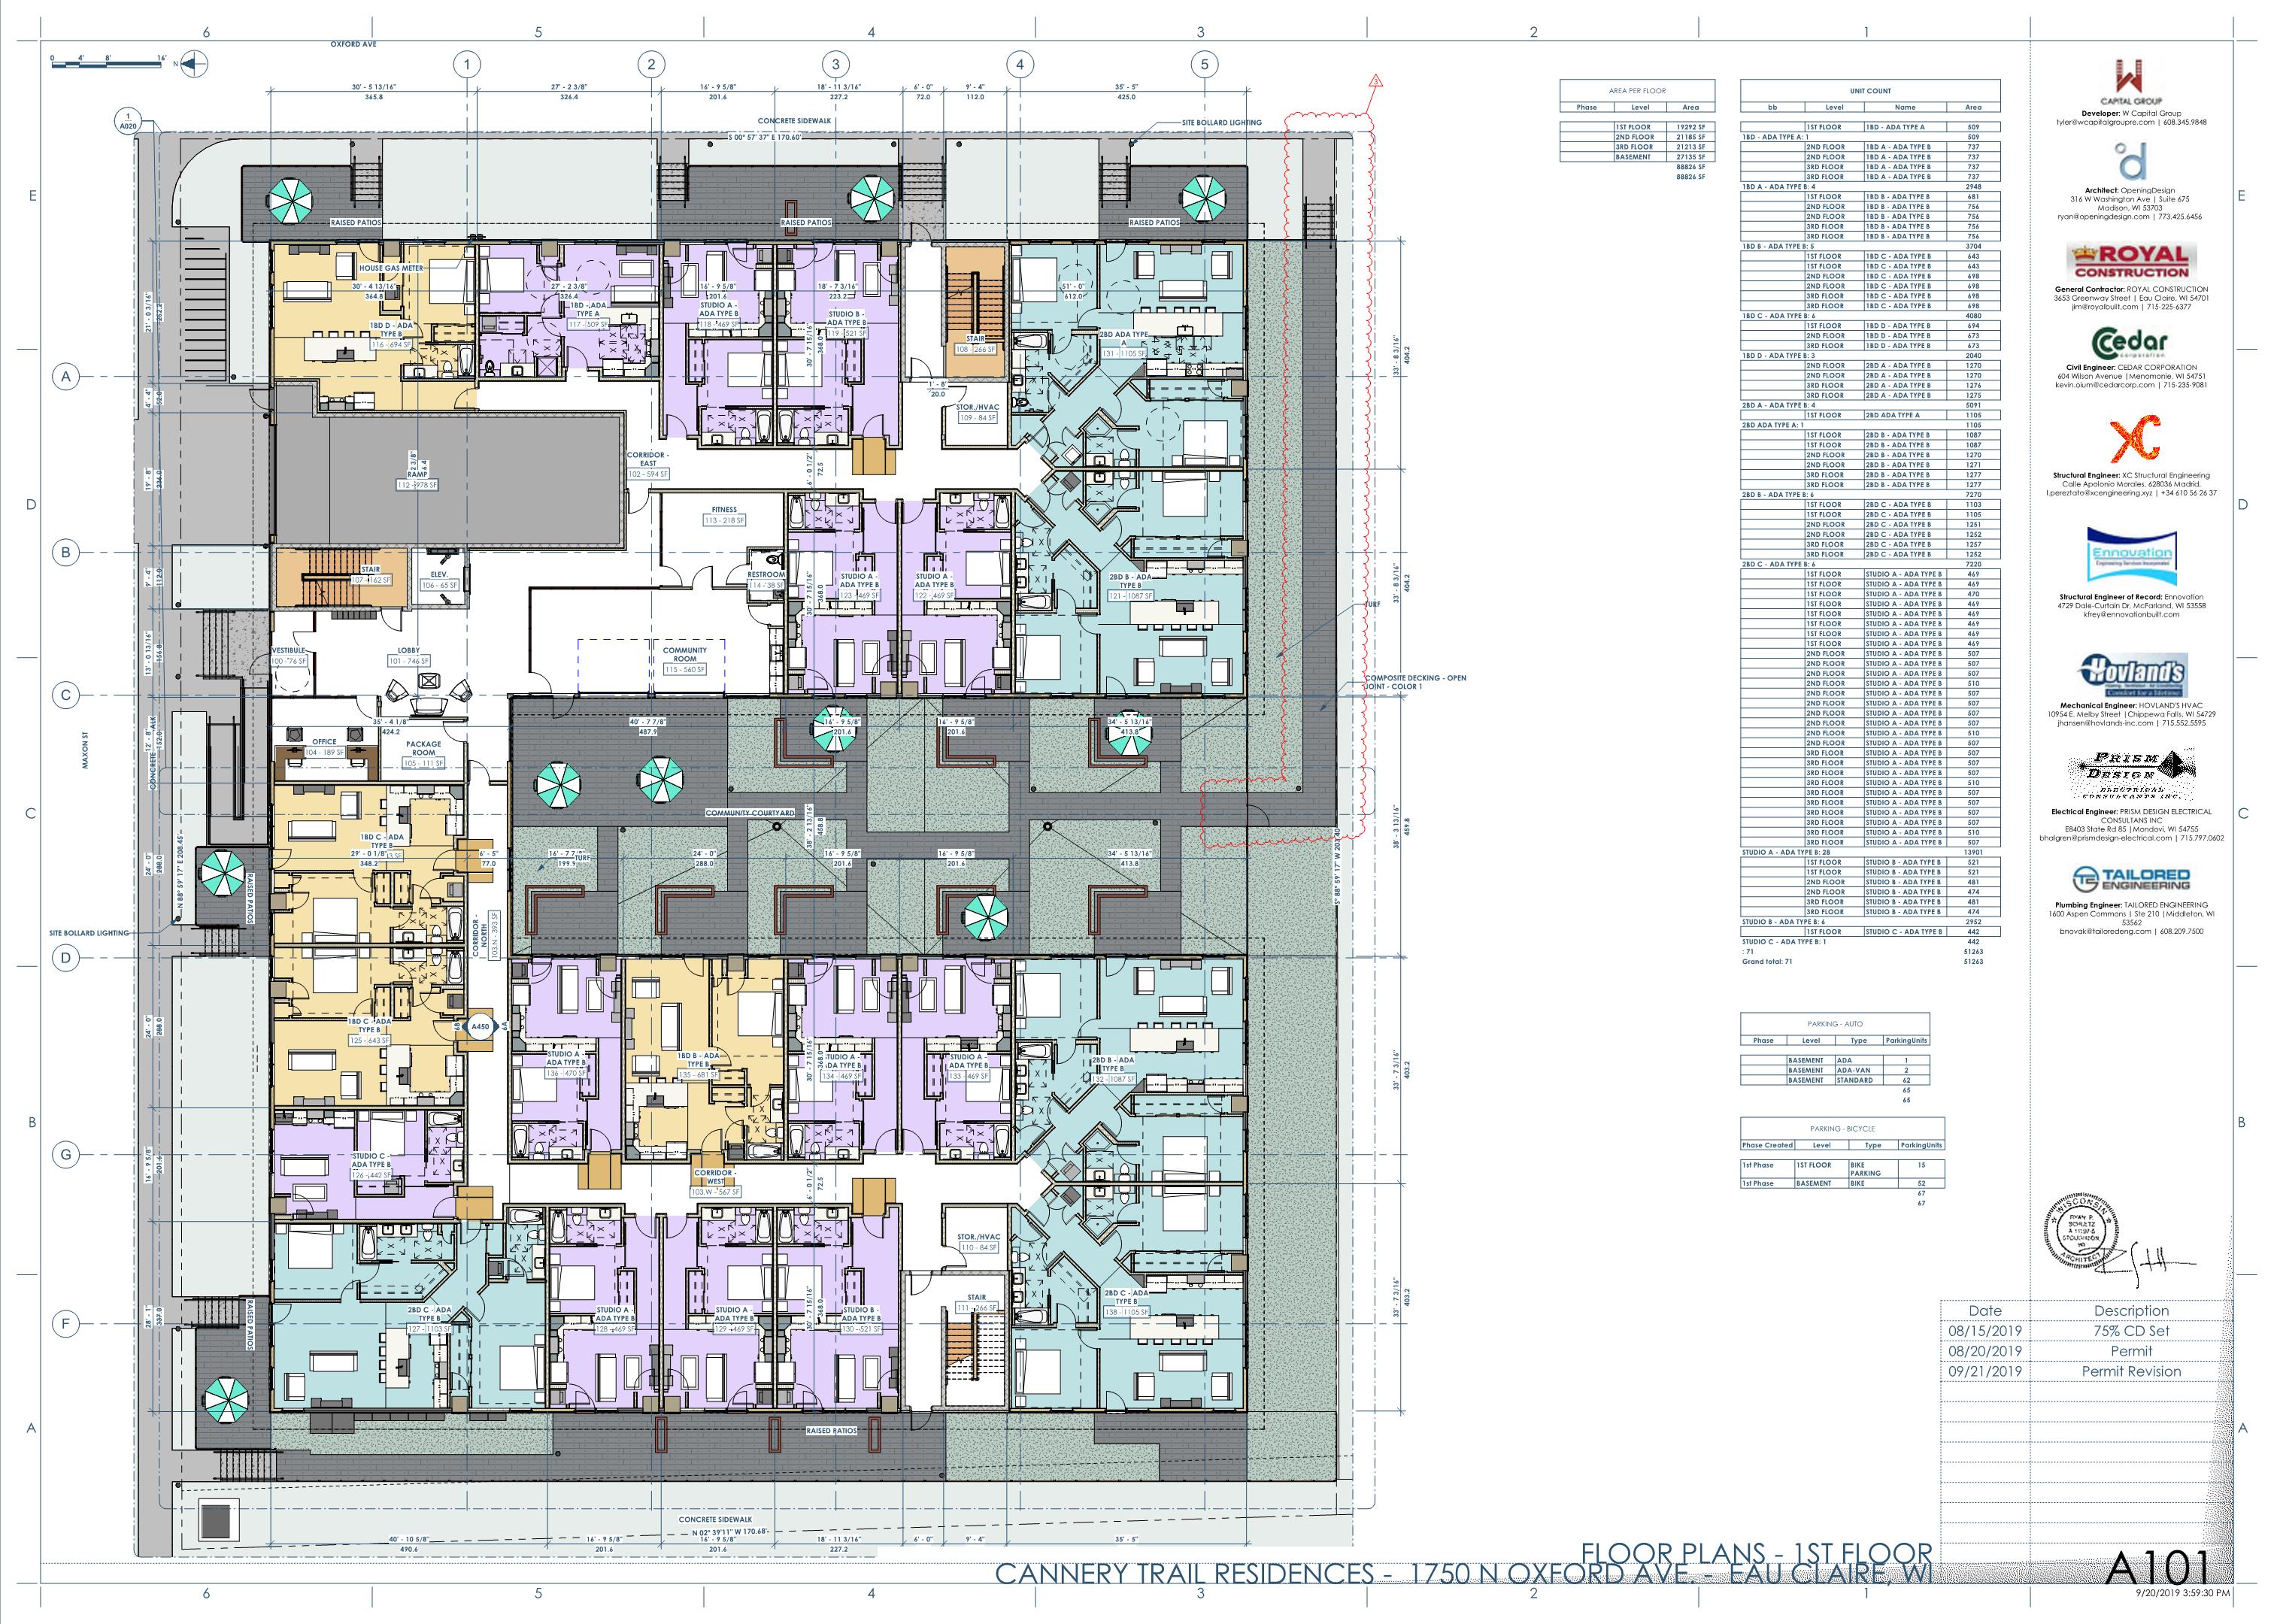 6
5
4
3
2
1
OXFORD AVE
0 4' 8' 16'
N
1
2
3
4
5
30' - 5 13/16"
365.8
27' - 2 3/8"
326.4
16' - 9 5/8"
201.6
18' - 11 3/16"
227.2
6' - 0"
72.0
9' - 4"
112.0
35' - 5"
425.0
1
A020
CONCRETE SIDEWALK
S 00° 57' 37" E 170.60'
SITE BOLLARD LIGHTING
RAISED PATIOS
RAISED PATIOS
RAISED PATIOS
HOUSE GAS METER
30' - 4 13/16"
364.8
27' - 2 3/8"
326.4
16' - 9 5/8"
201.6
18' - 7 3/16"
223.2
51' - 0"
612.0
1BD D - ADA
TYPE B
116 - 694 SF
1BD - ADA
TYPE A
117 - 509 SF
STUDIO A -
ADA TYPE B
118 - 469 SF
STUDIO B -
ADA TYPE B
119 - 521 SF
STAIR
108 - 266 SF
2BD ADA TYPE
A
131 - 1105 SF
1' - 8"
20.0
STOR./HVAC
109 - 84 SF
RAMP
112 - 978 SF
CORRIDOR -
EAST
102 - 594 SF
FITNESS
113 - 218 SF
STAIR
107 - 162 SF
ELEV.
106 - 65 SF
RESTROOM
114 - 38 SF
STUDIO A -
ADA TYPE B
123 - 469 SF
STUDIO A -
ADA TYPE B
122 - 469 SF
2BD B - ADA
TYPE B
121 - 1087 SF
TURF
VESTIBULE
100 - 76 SF
LOBBY
101 - 746 SF
COMMUNITY
ROOM
115 - 560 SF
COMPOSITE DECKING - OPEN
JOINT - COLOR 1
35' - 4 1/8"
424.2
40' - 7 7/8"
487.9
16' - 9 5/8"
201.6
16' - 9 5/8"
201.6
34' - 5 13/16"
413.8
OFFICE
104 - 189 SF
PACKAGE
ROOM
105 - 111 SF
MAXON ST
COMMUNITY COURTYARD
1BD C - ADA
TYPE B
29' - 0 1/8"
348.2
6' - 5"
77.0
16' - 7 7/8"
199.9
TURF
24' - 0"
288.0
16' - 9 5/8"
201.6
16' - 9 5/8"
201.6
34' - 5 13/16"
413.8
RAISED PATIOS
N 88° 59' 17" E 208.45'
SITE BOLLARD LIGHTING
CORRIDOR -
NORTH
103.N - 393 SF
1BD C - ADA
TYPE B
125 - 643 SF
6B
A450
6A
STUDIO A -
ADA TYPE B
136 - 470 SF
1BD B - ADA
TYPE B
135 - 681 SF
STUDIO A -
ADA TYPE B
134 - 469 SF
STUDIO A -
ADA TYPE B
133 - 469 SF
2BD B - ADA
TYPE B
132 - 1087 SF
STUDIO C -
ADA TYPE B
126 - 442 SF
CORRIDOR -
WEST
103.W - 567 SF
STOR./HVAC
110 - 84 SF
2BD C - ADA
TYPE B
127 - 1103 SF
STUDIO A -
ADA TYPE B
128 - 469 SF
STUDIO A -
ADA TYPE B
129 - 469 SF
STUDIO B -
ADA TYPE B
130 - 521 SF
STAIR
111 - 266 SF
2BD C - ADA
TYPE B
138 - 1105 SF
RAISED PATIOS
RAISED PATIOS
CONCRETE SIDEWALK
N 02° 39'11" W 170.68'
40' - 10 5/8"
490.6
16' - 9 5/8"
201.6
16' - 9 5/8"
201.6
18' - 11 3/16"
227.2
6' - 0"
9' - 4"
35' - 5"
A
B
C
D
G
F
33' - 8 3/16"
404.2
33' - 8 3/16"
404.2
38' - 3 13/16"
459.8
33' - 7 3/16"
403.2
33' - 7 3/16"
403.2
AREA PER FLOOR
Phase Level Area
1ST FLOOR 19292 SF
2ND FLOOR 21185 SF
3RD FLOOR 21213 SF
BASEMENT 27135 SF
88826 SF
88826 SF
UNIT COUNT
bb Level Name Area
1ST FLOOR 1BD - ADA TYPE A 509
1BD - ADA TYPE A: 1 509
2ND FLOOR 1BD A - ADA TYPE B 737
2ND FLOOR 1BD A - ADA TYPE B 737
3RD FLOOR 1BD A - ADA TYPE B 737
3RD FLOOR 1BD A - ADA TYPE B 737
1BD A - ADA TYPE B: 4 2948
1ST FLOOR 1BD B - ADA TYPE B 681
2ND FLOOR 1BD B - ADA TYPE B 756
2ND FLOOR 1BD B - ADA TYPE B 756
3RD FLOOR 1BD B - ADA TYPE B 756
3RD FLOOR 1BD B - ADA TYPE B 756
1BD B - ADA TYPE B: 5 3704
1ST FLOOR 1BD C - ADA TYPE B 643
1ST FLOOR 1BD C - ADA TYPE B 643
2ND FLOOR 1BD C - ADA TYPE B 698
2ND FLOOR 1BD C - ADA TYPE B 698
3RD FLOOR 1BD C - ADA TYPE B 698
3RD FLOOR 1BD C - ADA TYPE B 698
1BD C - ADA TYPE B: 6 4080
1ST FLOOR 1BD D - ADA TYPE B 694
2ND FLOOR 1BD D - ADA TYPE B 673
3RD FLOOR 1BD D - ADA TYPE B 673
1BD D - ADA TYPE B: 3 2040
2ND FLOOR 2BD A - ADA TYPE B 1270
2ND FLOOR 2BD A - ADA TYPE B 1270
3RD FLOOR 2BD A - ADA TYPE B 1276
3RD FLOOR 2BD A - ADA TYPE B 1275
2BD A - ADA TYPE B: 4 5091
1ST FLOOR 2BD ADA TYPE A 1105
2BD ADA TYPE A: 1 1105
1ST FLOOR 2BD B - ADA TYPE B 1087
1ST FLOOR 2BD B - ADA TYPE B 1087
2ND FLOOR 2BD B - ADA TYPE B 1270
2ND FLOOR 2BD B - ADA TYPE B 1271
3RD FLOOR 2BD B - ADA TYPE B 1277
3RD FLOOR 2BD B - ADA TYPE B 1277
2BD B - ADA TYPE B: 6 7270
1ST FLOOR 2BD C - ADA TYPE B 1103
1ST FLOOR 2BD C - ADA TYPE B 1105
2ND FLOOR 2BD C - ADA TYPE B 1251
2ND FLOOR 2BD C - ADA TYPE B 1252
3RD FLOOR 2BD C - ADA TYPE B 1257
3RD FLOOR 2BD C - ADA TYPE B 1252
2BD C - ADA TYPE B: 6 7220
1ST FLOOR STUDIO A - ADA TYPE B 469
1ST FLOOR STUDIO A - ADA TYPE B 469
1ST FLOOR STUDIO A - ADA TYPE B 470
1ST FLOOR STUDIO A - ADA TYPE B 469
1ST FLOOR STUDIO A - ADA TYPE B 469
1ST FLOOR STUDIO A - ADA TYPE B 469
1ST FLOOR STUDIO A - ADA TYPE B 469
1ST FLOOR STUDIO A - ADA TYPE B 469
2ND FLOOR STUDIO A - ADA TYPE B 507
2ND FLOOR STUDIO A - ADA TYPE B 507
2ND FLOOR STUDIO A - ADA TYPE B 507
2ND FLOOR STUDIO A - ADA TYPE B 510
2ND FLOOR STUDIO A - ADA TYPE B 507
2ND FLOOR STUDIO A - ADA TYPE B 507
2ND FLOOR STUDIO A - ADA TYPE B 507
2ND FLOOR STUDIO A - ADA TYPE B 507
2ND FLOOR STUDIO A - ADA TYPE B 510
2ND FLOOR STUDIO A - ADA TYPE B 507
3RD FLOOR STUDIO A - ADA TYPE B 507
3RD FLOOR STUDIO A - ADA TYPE B 507
3RD FLOOR STUDIO A - ADA TYPE B 507
3RD FLOOR STUDIO A - ADA TYPE B 510
3RD FLOOR STUDIO A - ADA TYPE B 507
3RD FLOOR STUDIO A - ADA TYPE B 507
3RD FLOOR STUDIO A - ADA TYPE B 507
3RD FLOOR STUDIO A - ADA TYPE B 507
3RD FLOOR STUDIO A - ADA TYPE B 510
3RD FLOOR STUDIO A - ADA TYPE B 507
STUDIO A - ADA TYPE B: 28 13901
1ST FLOOR STUDIO B - ADA TYPE B 521
1ST FLOOR STUDIO B - ADA TYPE B 521
2ND FLOOR STUDIO B - ADA TYPE B 481
2ND FLOOR STUDIO B - ADA TYPE B 474
3RD FLOOR STUDIO B - ADA TYPE B 481
3RD FLOOR STUDIO B - ADA TYPE B 474
STUDIO B - ADA TYPE B: 6 2952
1ST FLOOR STUDIO C - ADA TYPE B 442
STUDIO C - ADA TYPE B: 1 442
: 71 51263
Grand total: 71 51263
PARKING - AUTO
Phase Level Type ParkingUnits
BASEMENT ADA 1
BASEMENT ADA-VAN 2
BASEMENT STANDARD 62
65
65
PARKING - BICYCLE
Phase Created Level Type ParkingUnits
1st Phase 1ST FLOOR BIKE PARKING 15
1st Phase BASEMENT BIKE 52
67
67
CAPITAL GROUP
Developer: W Capital Group
tyler@wcapitalgroupre.com | 608.345.9848
Architect: OpeningDesign
316 W Washington Ave | Suite 675
Madison, WI 53703
ryan@openingdesign.com | 773.425.6456
ROYAL
CONSTRUCTION
General Contractor: ROYAL CONSTRUCTION
3653 Greenway Street | Eau Claire, WI 54701
jim@royalbuilt.com | 715-225-6377
Cedar
corporation
Civil Engineer: CEDAR CORPORATION
604 Wilson Avenue |Menomonie, WI 54751
kevin.oium@cedarcorp.com | 715-235-9081
XC
Structural Engineer: XC Structural Engineering
Calle Apolonio Morales, 628036 Madrid,
l.pereztato@xcengineering.xyz | +34 610 56 26 37
Ennovation
Structural Engineer of Record: Ennovation
4729 Dale-Curtain Dr, McFarland, WI 53558
kfrey@ennovationbuilt.com
Hovland's
Comfort for a lifetime
Mechanical Engineer: HOVLAND'S HVAC
10954 E. Melby Street |Chippewa Falls, WI 54729
jhansen@hovlands-inc.com | 715.552.5595
PRISM
DESIGN
ELECTRICAL
CONSULTANTS INC.
Electrical Engineer: PRISM DESIGN ELECTRICAL
CONSULTANS INC
E8403 State Rd 85 |Mandovi, WI 54755
bhalgren@prismdesign-electrical.com | 715.797.0602
TAILORED
ENGINEERING
Plumbing Engineer: TAILORED ENGINEERING
1600 Aspen Commons | Ste 210 |Middleton, WI
53562
bnovak@tailoredeng.com | 608.209.7500
WISCONSIN
RYAN P.
SCHULTZ
STOUGHTON,
WI
ARCHITECT
Date Description
08/15/2019 75% CD Set
08/20/2019 Permit
09/21/2019 Permit Revision
FLOOR PLANS - 1ST FLOOR
CANNERY TRAIL RESIDENCES - 1750 N OXFORD AVE. - EAU CLAIRE, WI
A101
9/20/2019 3:59:30 PM
6
5
4
3
2
1
E
D
C
B
A